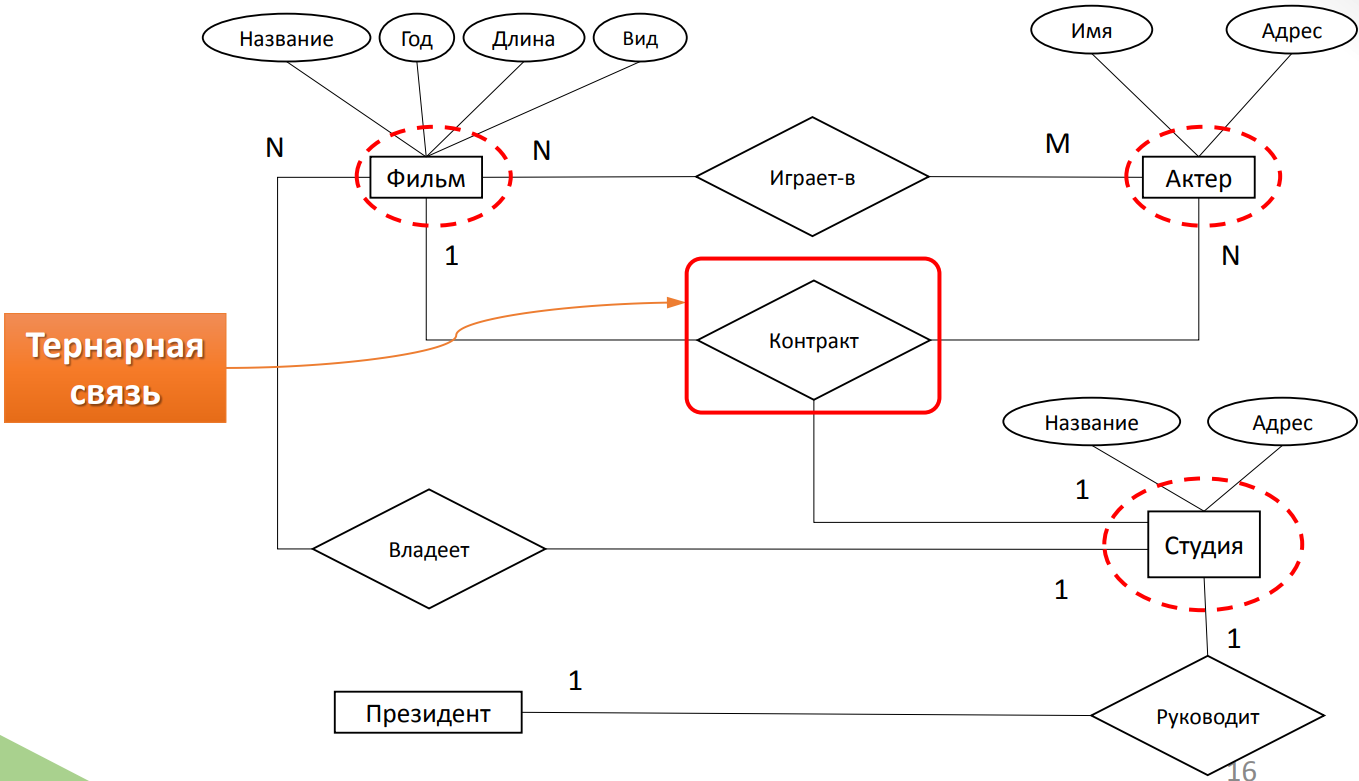 Название
Год
Длина
Вид
Имя
Адрес
N
Фильм
N
Играет-в
M
Актер
1
N
Тернарная
связь
Контракт
Название
Адрес
1
Владеет
Студия
1
1
Президент
1
Руководит
16